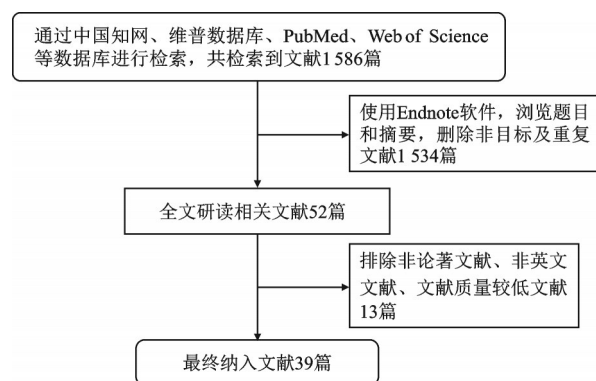 通过中国知网、维普数据库、PubMed、Web of Science
等数据库进行检索，共检索到文献1 586篇
使用Endnote软件，浏览题目
和摘要，删除非目标及重复
文献1 534篇
全文研读相关文献52篇
排除非论著文献、非英文
文献、文献质量较低文献
13篇
最终纳入文献39篇